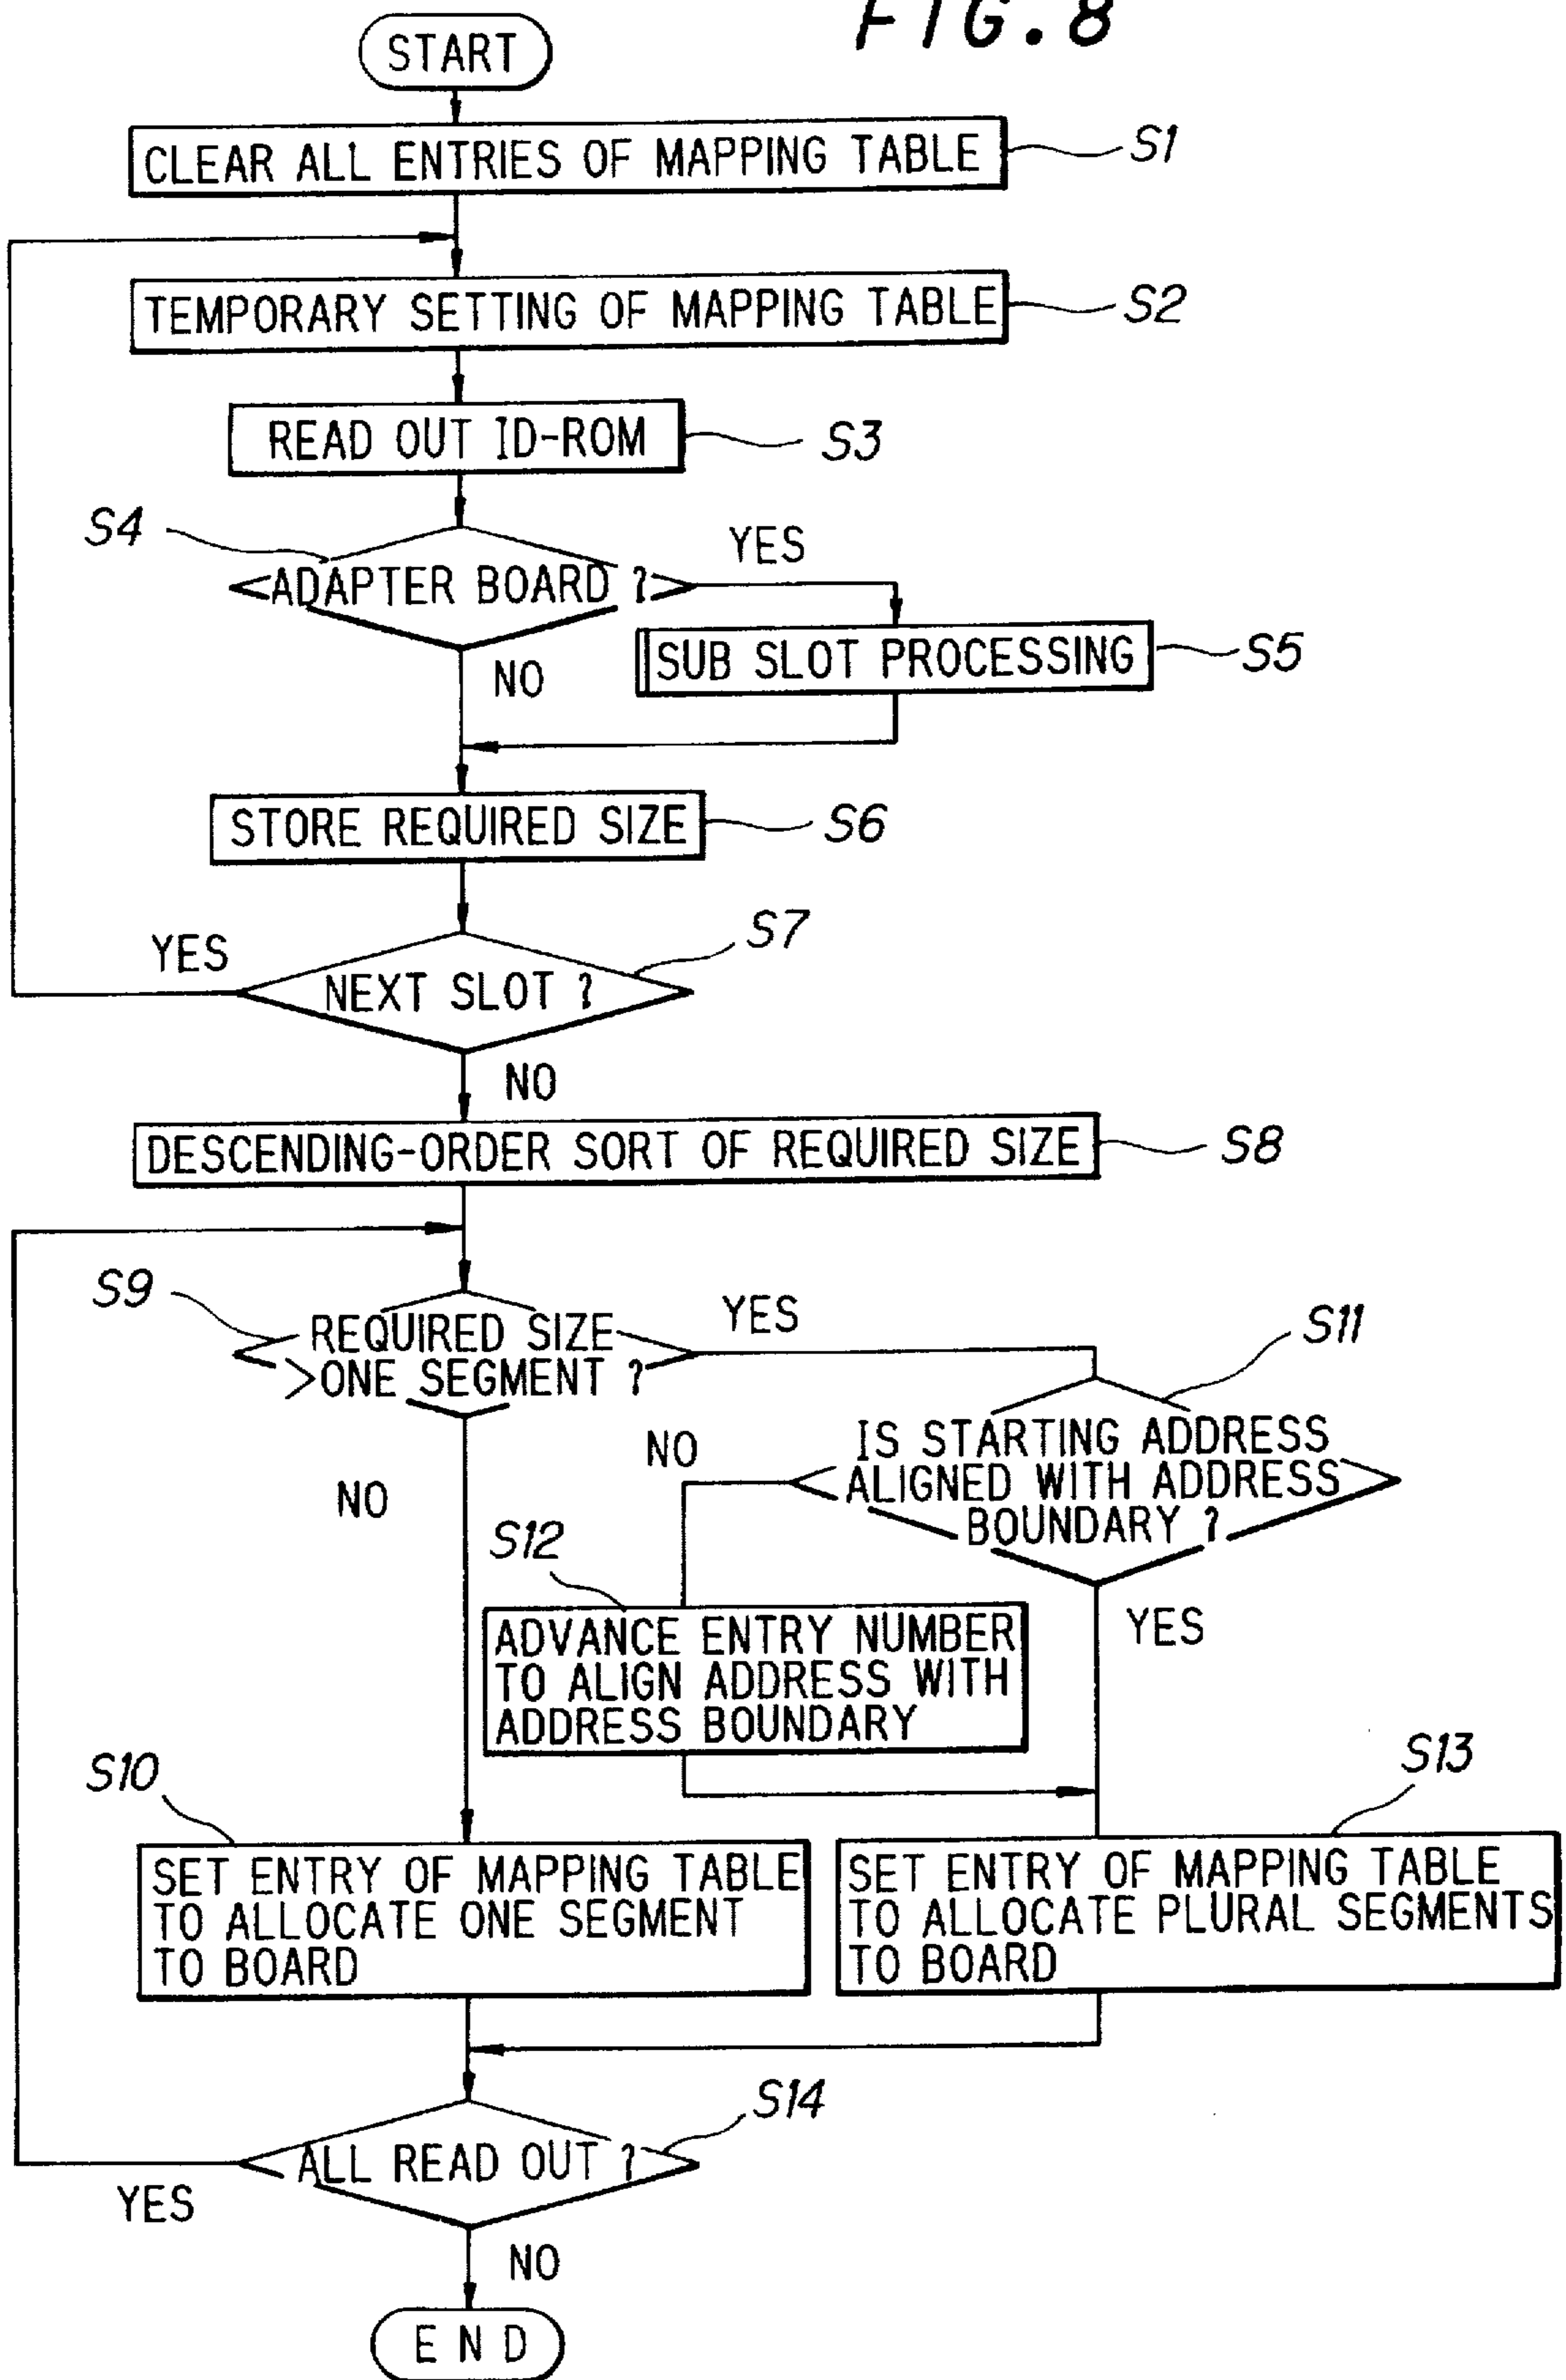 FIG. 8
START
CLEAR ALL ENTRIES OF MAPPING TABLE
S1
TEMPORARY SETTING OF MAPPING TABLE
S2
READ OUT ID-ROM
S3
S4
ADAPTER BOARD ?
YES
NO
SUB SLOT PROCESSING
S5
STORE REQUIRED SIZE
S6
S7
YES
NEXT SLOT ?
NO
DESCENDING-ORDER SORT OF REQUIRED SIZE
S8
S9
REQUIRED SIZE
>ONE SEGMENT ?
YES
NO
S11
IS STARTING ADDRESS
ALIGNED WITH ADDRESS
BOUNDARY ?
NO
YES
S12
ADVANCE ENTRY NUMBER
TO ALIGN ADDRESS WITH
ADDRESS BOUNDARY
S10
SET ENTRY OF MAPPING TABLE
TO ALLOCATE ONE SEGMENT
TO BOARD
S13
SET ENTRY OF MAPPING TABLE
TO ALLOCATE PLURAL SEGMENTS
TO BOARD
S14
ALL READ OUT ?
YES
NO
END